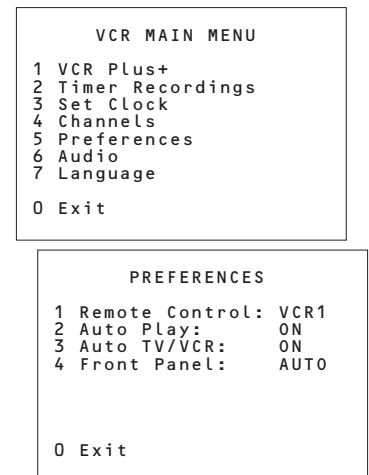 VCR MAIN MENU
1 VCR Plus+
2 Timer Recordings
3 Set Clock
4 Channels
5 Preferences
6 Audio
7 Language
0 Exit
PREFERENCES
1 Remote Control: VCR1
2 Auto Play: ON
3 Auto TV/VCR: ON
4 Front Panel: AUTO
0 Exit